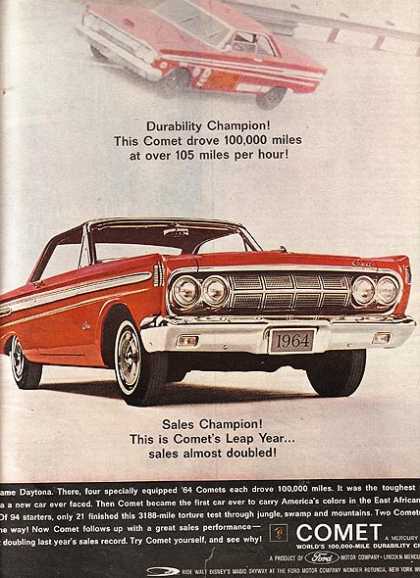 Durability Champion!
This Comet drove 100,000 miles
at over 105 miles per hour!
Comet
1964
Sales Champion!
This is Comet's Leap Year...
sales almost doubled!
ame Daytona. There, four specially equipped '64 Comets each drove 100,000 miles. It was the toughest
a a new car ever faced. Then Comet became the first car ever to carry America's colors in the East African
Of 94 starters, only 21 finished this 3188-mile torture test through jungle, swamp and mountains. Two Comets
he way! Now Comet follows up with a great sales performance—
doubling last year's sales record. Try Comet yourself, and see why!
COMET A MERCURY
WORLD'S 100,000-MILE DURABILITY CH
A PRODUCT OF Ford MOTOR COMPANY • LINCOLN-MERCUR
RIDE WALT DISNEY'S MAGIC SKYWAY AT THE FORD MOTOR COMPANY WONDER ROTUNDA, NEW YORK W